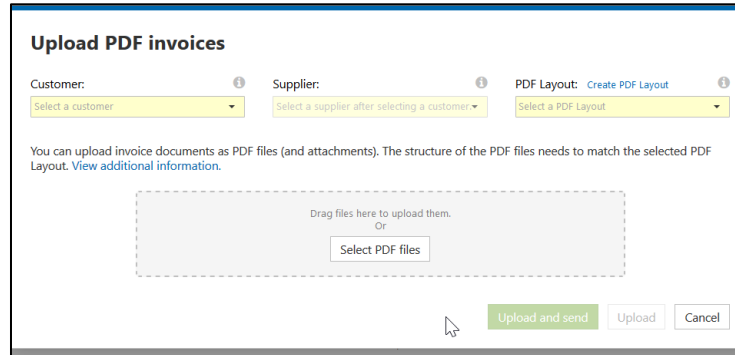 Upload PDF invoices
Customer:
Supplier:
PDF Layout: Create PDF Layout
Select a customer
Select a supplier after selecting a customer.
Select a PDF Layout
You can upload invoice documents as PDF files (and attachments). The structure of the PDF files needs to match the selected PDF
Layout. View additional information.
Drag files here to upload them.
Or
Select PDF files
Upload and send
Upload
Cancel